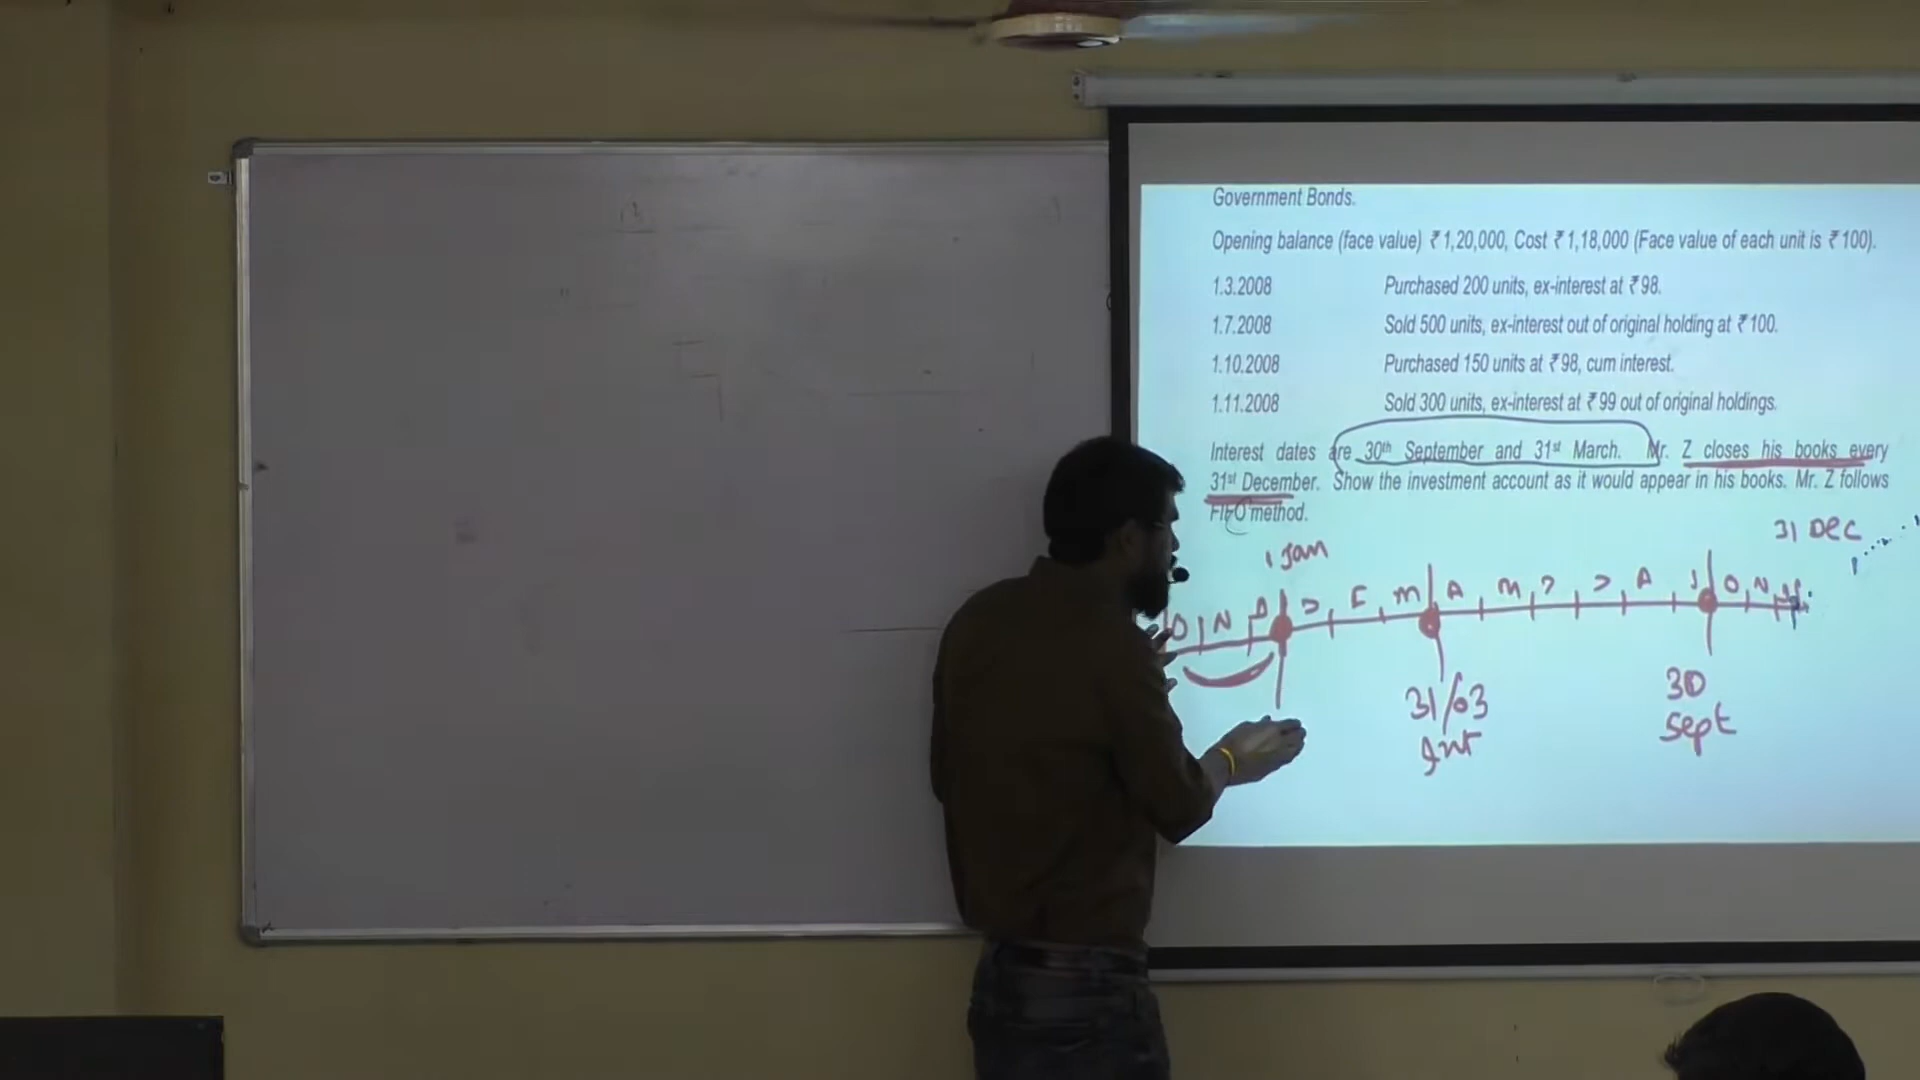 Government Bonds.
Opening balance (face value) ₹ 1,20,000, Cost ₹ 1,18,000 (Face value of each unit is ₹ 100).
1.3.2008 Purchased 200 units, ex-interest at ₹ 98.
1.7.2008 Sold 500 units, ex-interest out of original holding at ₹ 100.
1.10.2008 Purchased 150 units at ₹ 98, cum interest.
1.11.2008 Sold 300 units, ex-interest at ₹ 99 out of original holdings.
Interest dates are 30th September and 31st March. Mr. Z closes his books every
31st December. Show the investment account as it would appear in his books. Mr. Z follows
FIFO method.
31 Dec
1 Jan
O N D J F M A M J J A S O N
31/03
Int
30
Sept